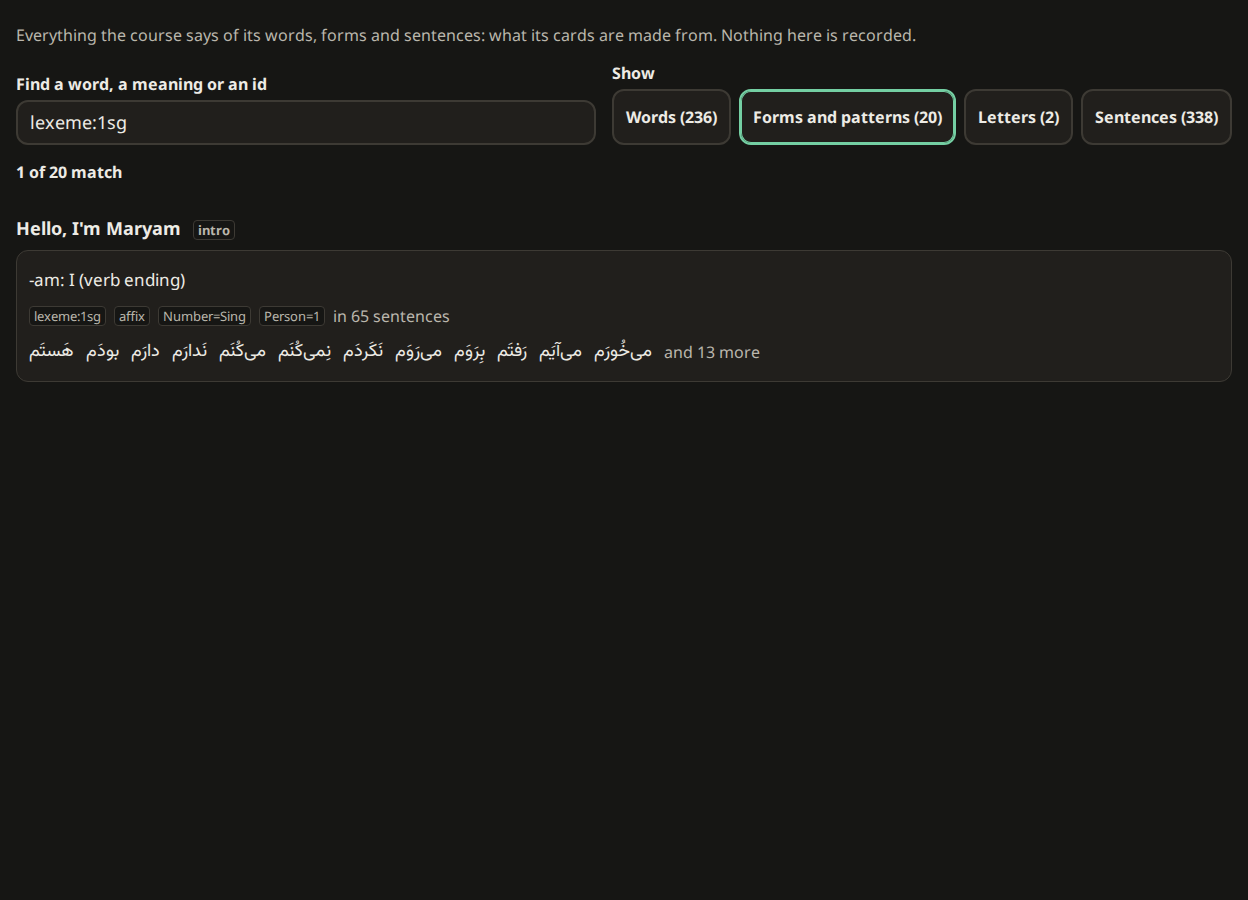 Everything the course says of its words, forms and sentences: what its cards are made from. Nothing here is recorded.
Find a word, a meaning or an id
lexeme:1sg
Show
Words (236) Forms and patterns (20) Letters (2) Sentences (338)
1 of 20 match
Hello, I'm Maryam intro
-am: I (verb ending)
lexeme:1sg affix Number=Sing Person=1 in 65 sentences
هَستَم بودَم دارَم نَدارَم می‌کُنَم نِمی‌کُنَم نَکَردَم می‌رَوَم بِرَوَم رَفتَم می‌آیَم می‌خُورَم and 13 more